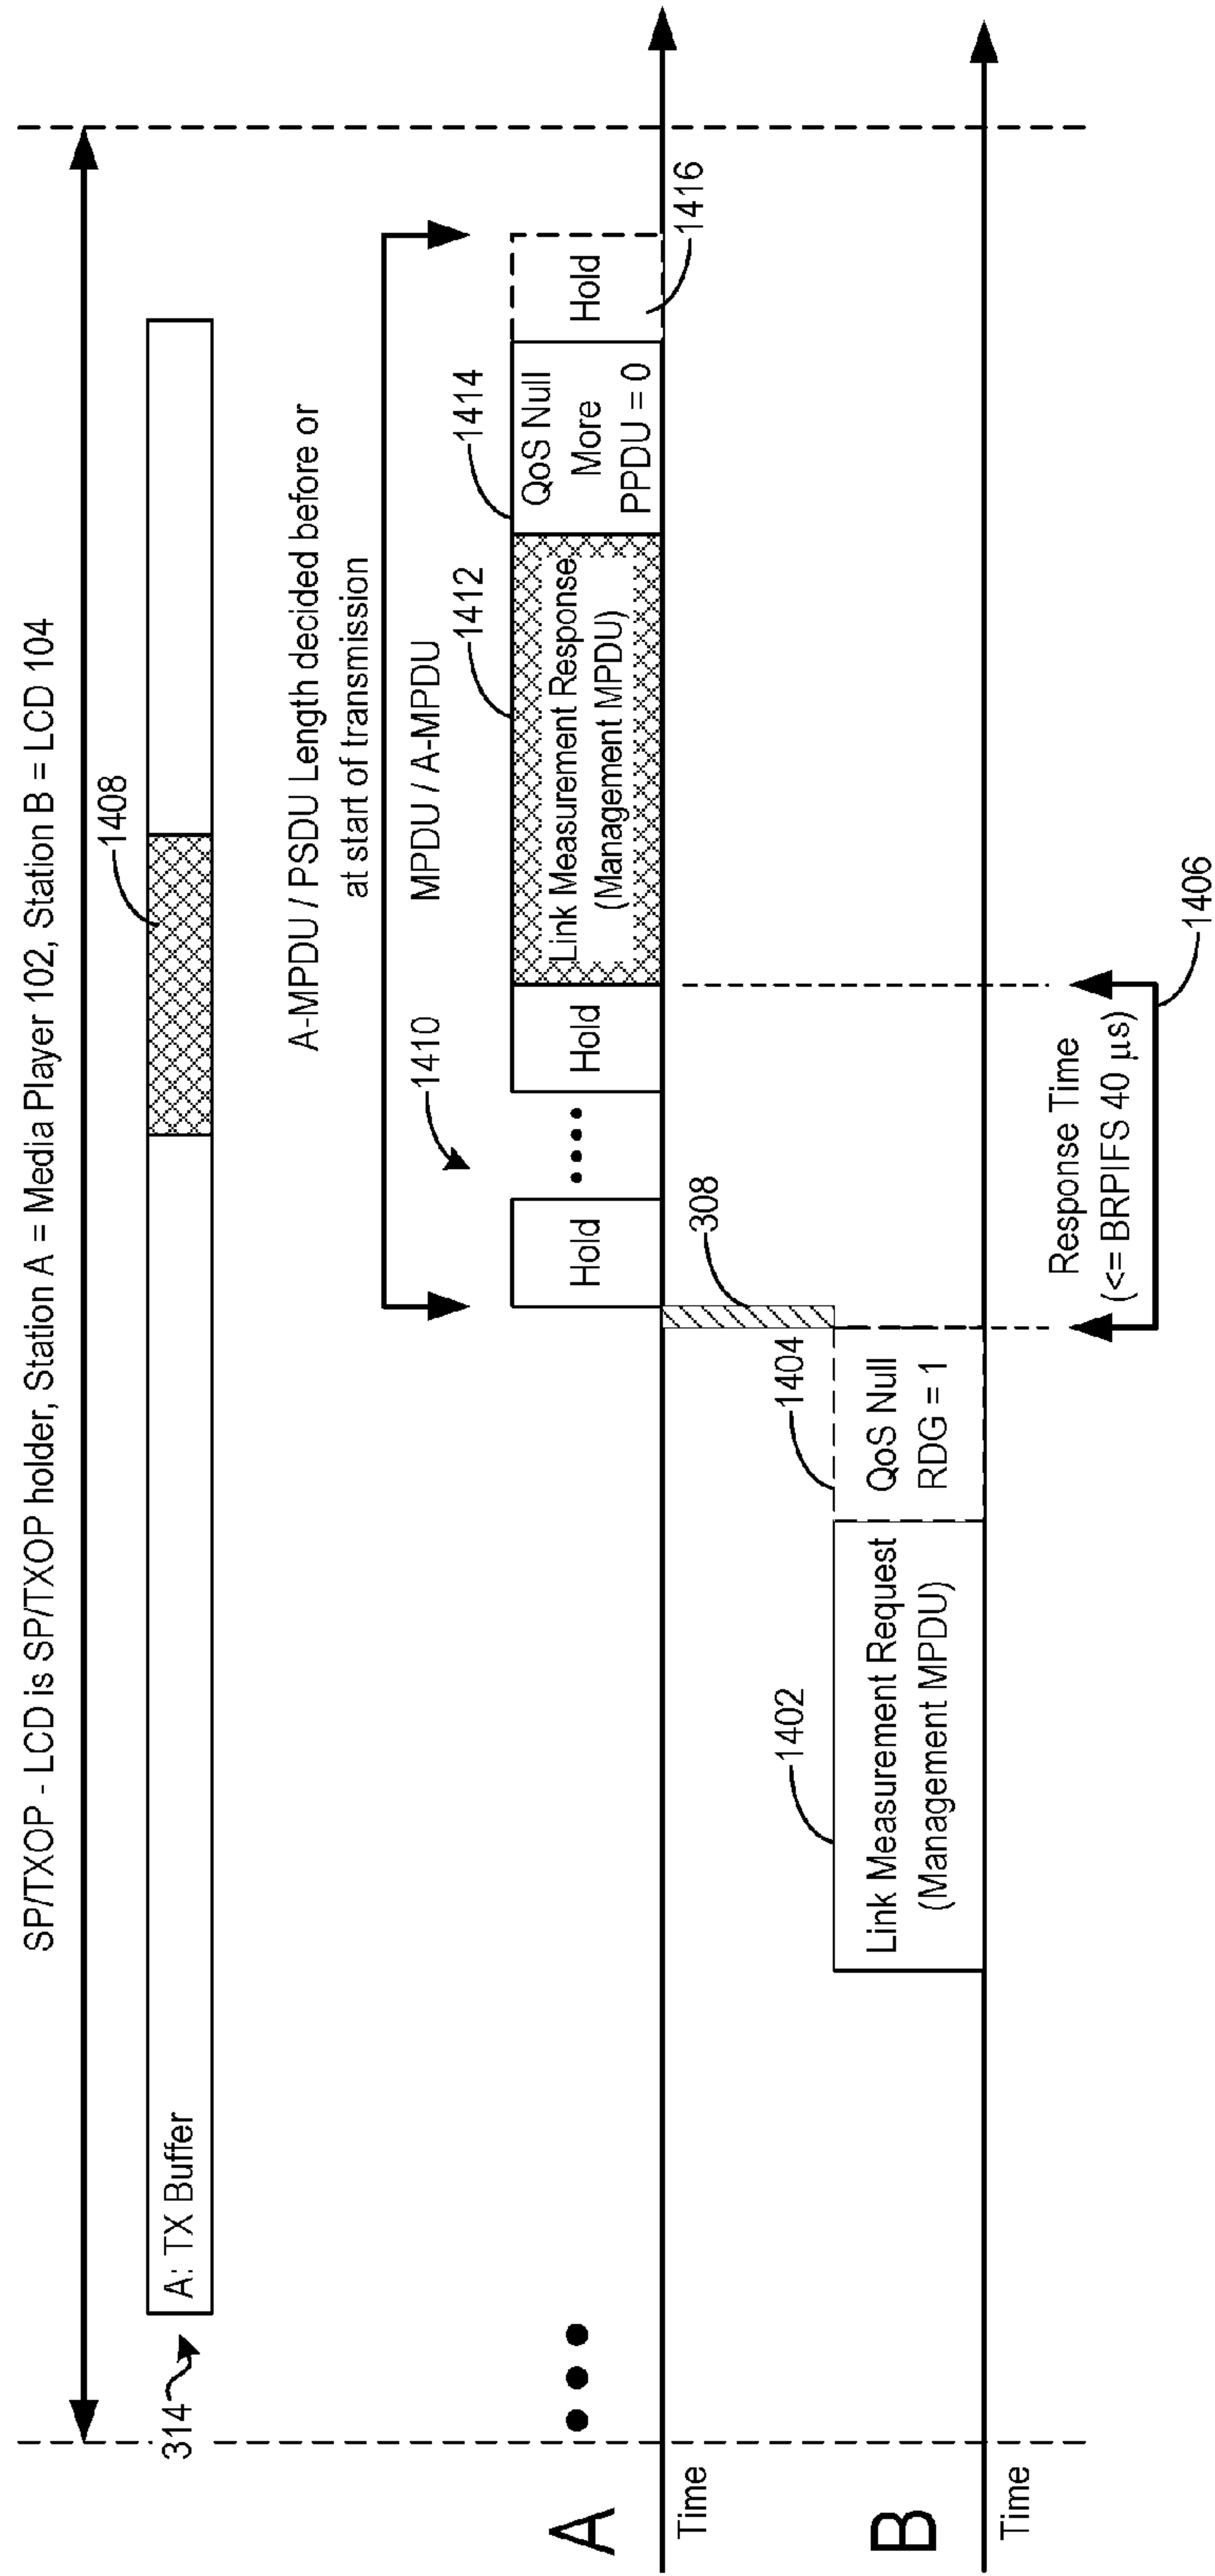 SP/TXOP - LCD is SP/TXOP holder, Station A = Media Player 102, Station B = LCD 104
314
A: TX Buffer
1408
A-MPDU / PSDU Length decided before or
at start of transmission
1410
MPDU / A-MPDU
1412
1414
A
Hold
Hold
Link Measurement Response
(Management MPDU)
QoS Null
More
PPDU = 0
Hold
Time
308
1416
1402
1404
B
Link Measurement Request
(Management MPDU)
QoS Null
RDG = 1
Time
Response Time
(<= BRPIFS 40 μs)
1406